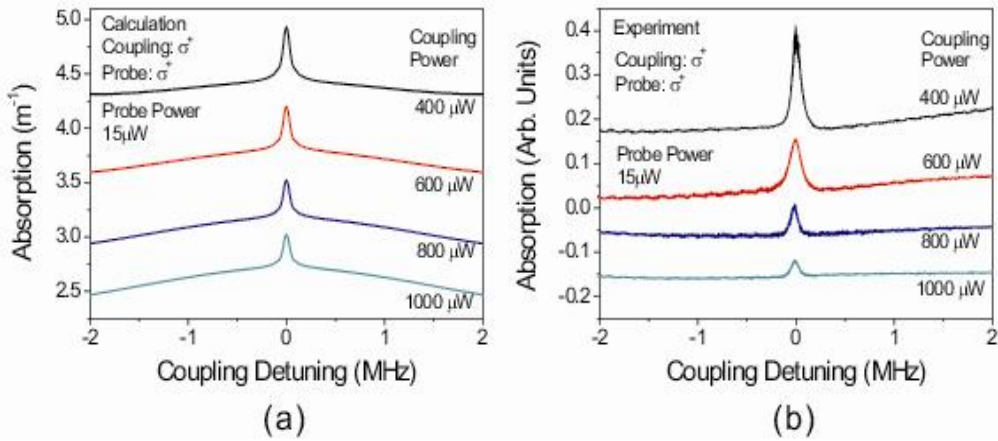 Calculation
Coupling: σ⁺
Probe: σ⁺
Probe Power
15μW
Coupling
Power
400 μW
600 μW
800 μW
1000 μW
5.0
4.5
4.0
3.5
3.0
2.5
Absorption (m⁻¹)
-2
-1
0
1
2
Coupling Detuning (MHz)
(a)
Experiment
Coupling: σ⁺
Probe: σ⁺
Probe Power
15μW
Coupling
Power
400 μW
600 μW
800 μW
1000 μW
0.4
0.3
0.2
0.1
0.0
-0.1
-0.2
Absorption (Arb. Units)
-2
-1
0
1
2
Coupling Detuning (MHz)
(b)